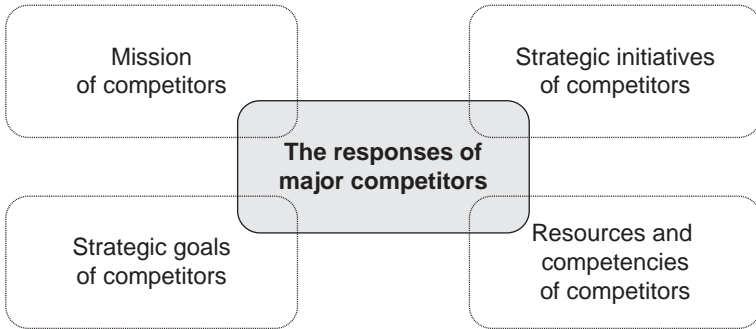 Mission
of competitors
Strategic initiatives
of competitors
The responses of
major competitors
Strategic goals
of competitors
Resources and
competencies
of competitors